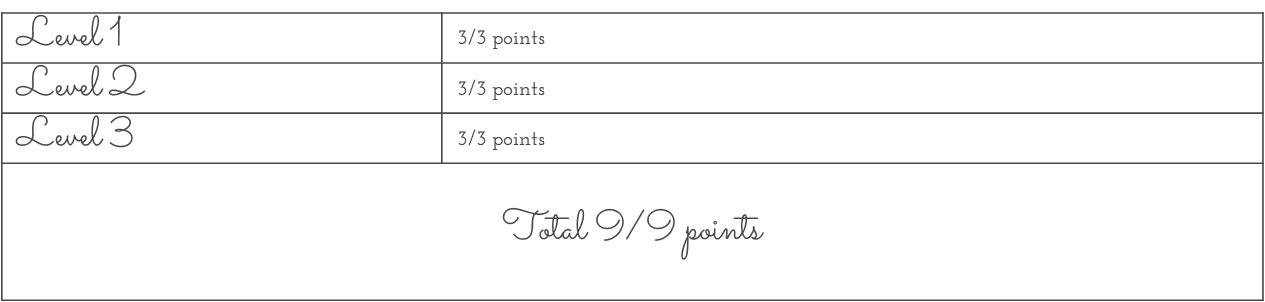 Level 1
3/3 points
Level 2
3/3 points
Level 3
3/3 points
Total 9/9 points